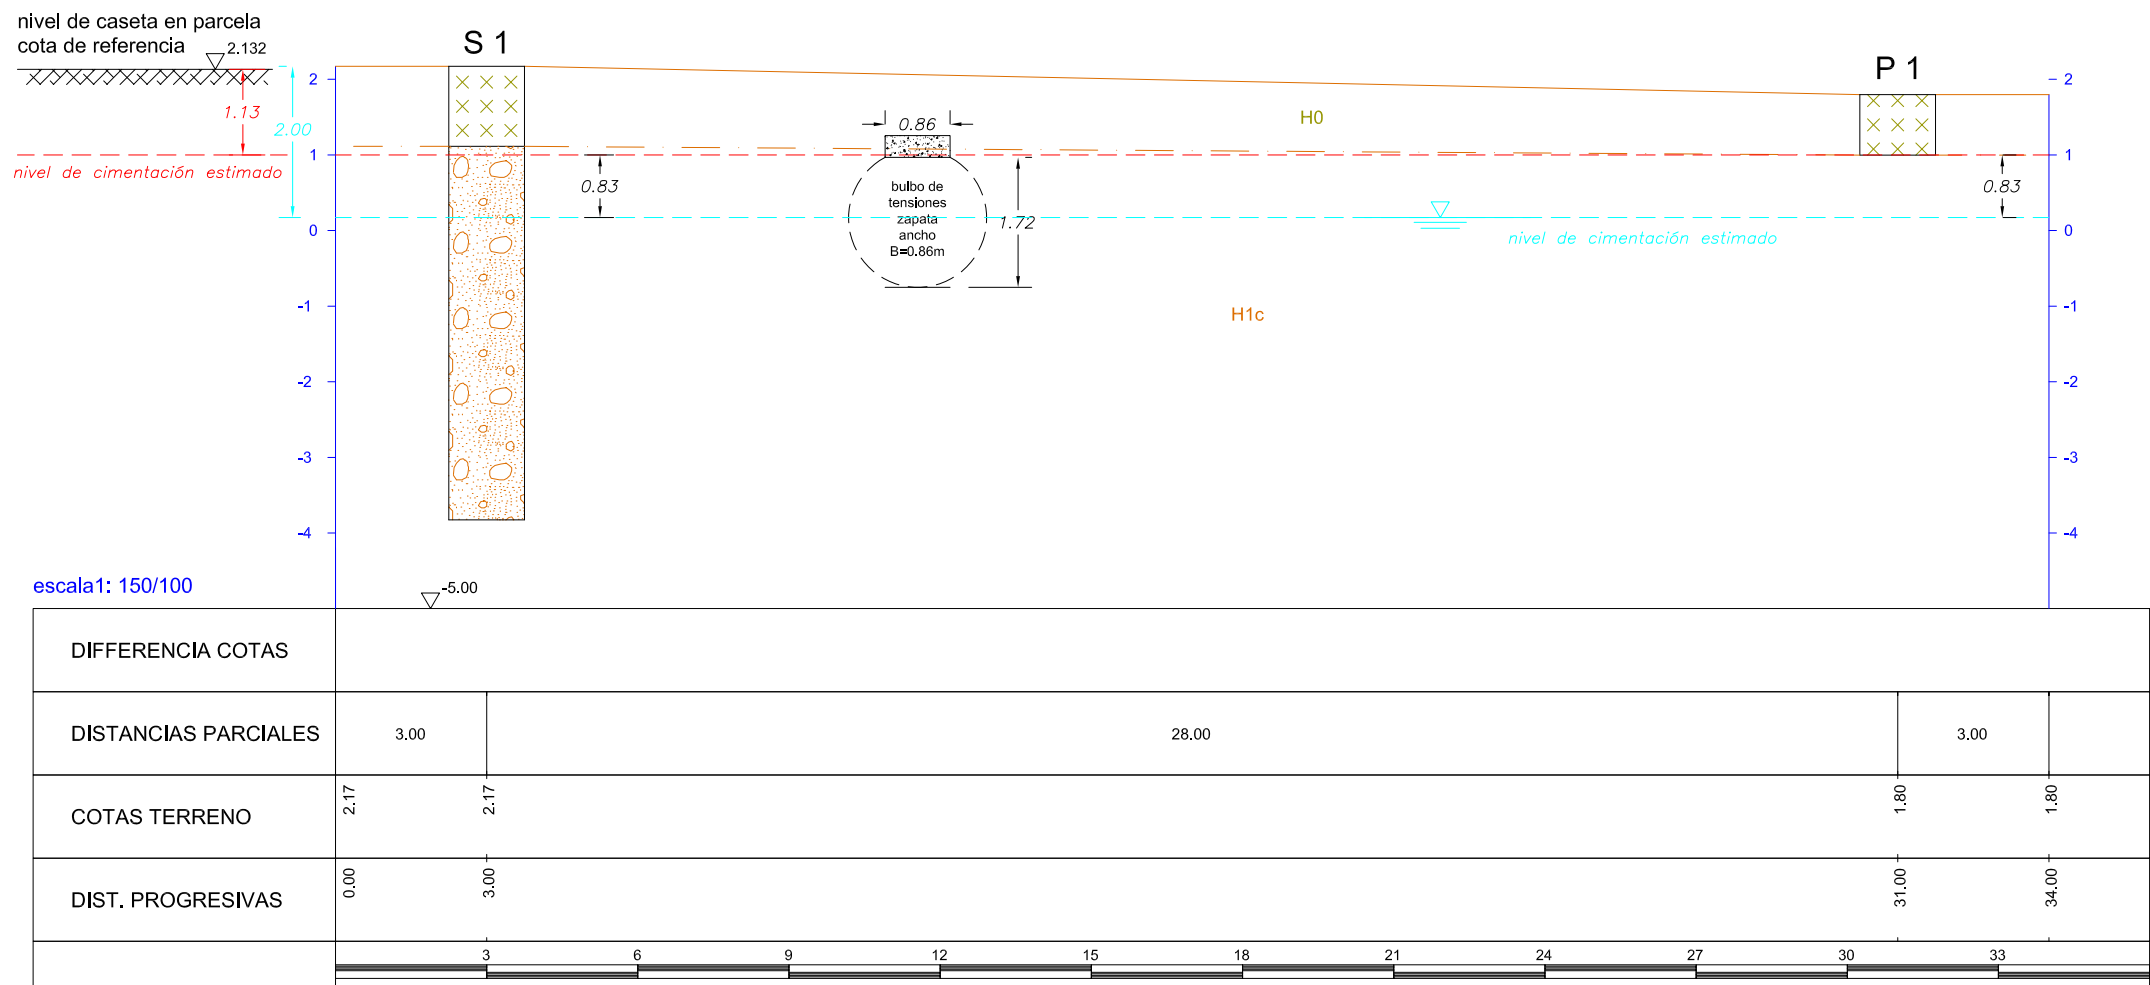 nivel de caseta en parcela
cota de referencia
2.132
S 1
P 1
2
1
0
-1
-2
-3
-4
2
1
0
-1
-2
-3
-4
1.13
2.00
nivel de cimentación estimado
0.83
0.86
bulbo de
tensiones
zapata
ancho
B=0.86m
1.72
H0
H1c
nivel de cimentación estimado
0.83
escala1: 150/100
-5.00
DIFFERENCIA COTAS
DISTANCIAS PARCIALES
3.00
28.00
3.00
COTAS TERRENO
2.17
2.17
1.80
1.80
DIST. PROGRESIVAS
0.00
3.00
31.00
34.00
3 6 9 12 15 18 21 24 27 30 33